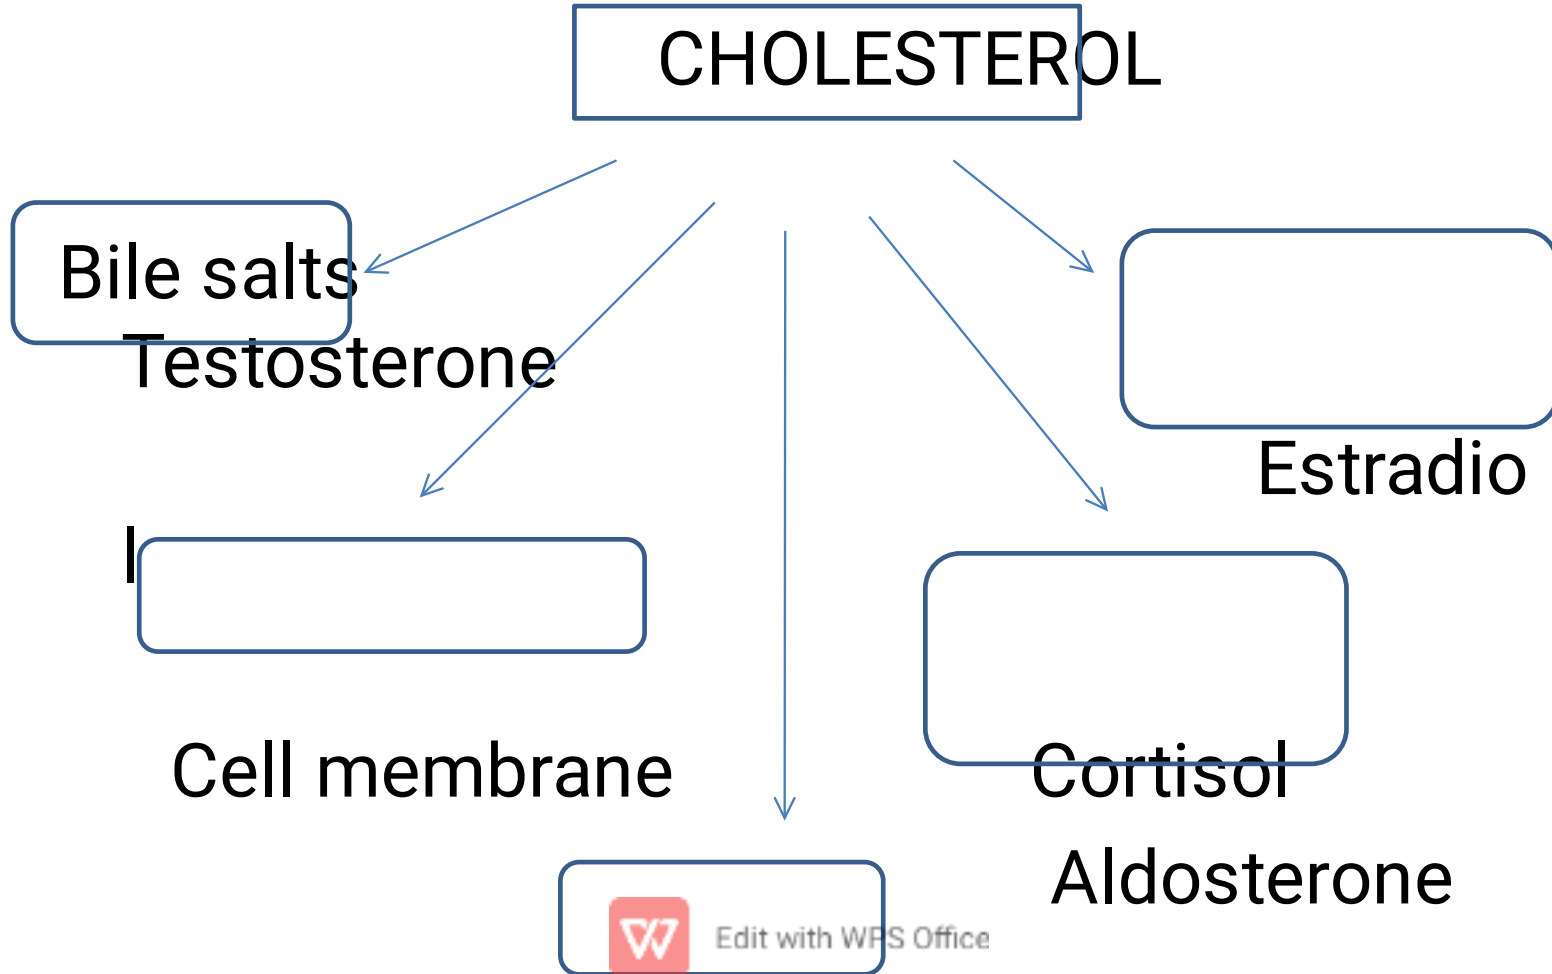 CHOLESTEROL
Bile salts
Testosterone
Estradio
l
Cell membrane
Cortisol
Aldosterone
Edit with WPS Office